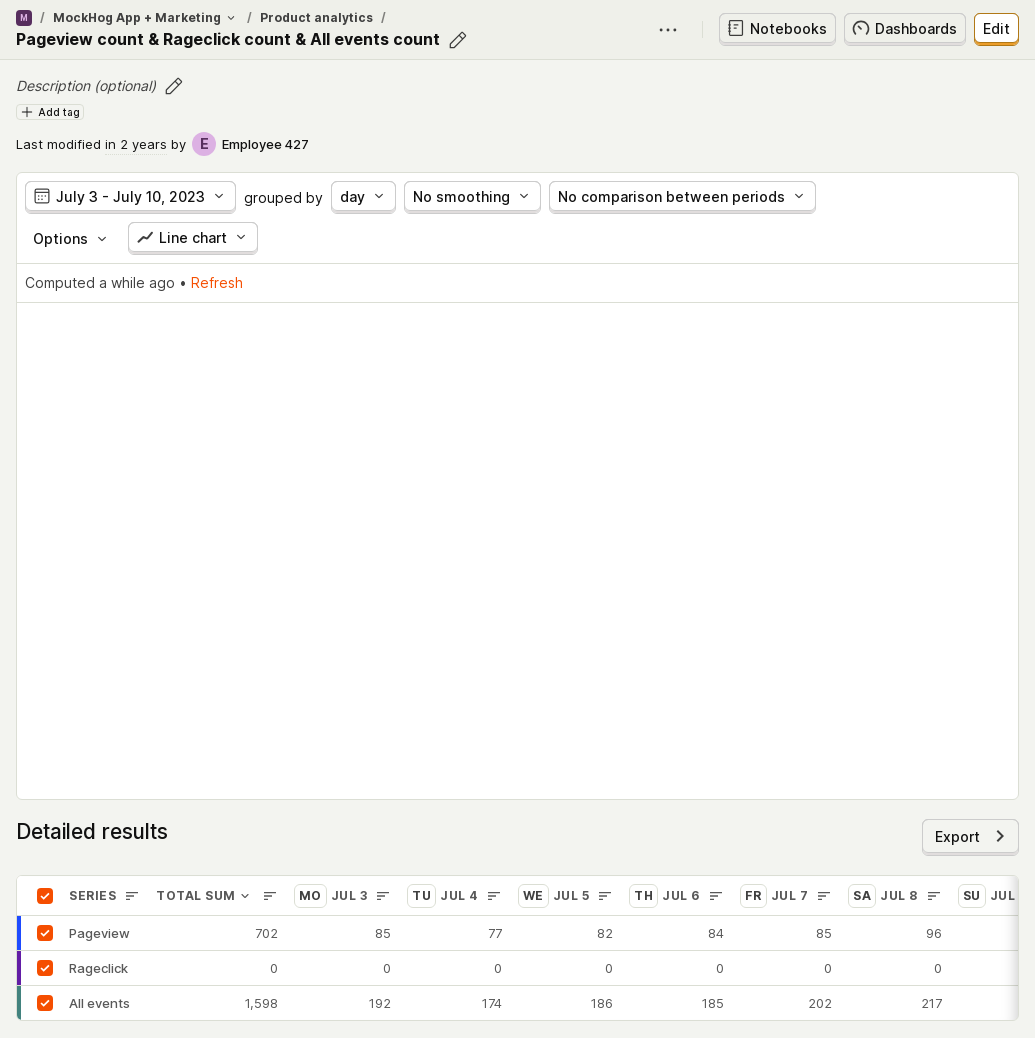 M / MockHog App + Marketing / Product analytics /
Pageview count & Rageclick count & All events count
Notebooks Dashboards Edit
Description (optional)
Add tag
Last modified in 2 years by E Employee 427
July 3 - July 10, 2023 grouped by day No smoothing No comparison between periods
Options Line chart
Computed a while ago • Refresh
Detailed results
Export
SERIES TOTAL SUM MO JUL 3 TU JUL 4 WE JUL 5 TH JUL 6 FR JUL 7 SA JUL 8 SU JUL
Pageview 702 85 77 82 84 85 96
Rageclick 0 0 0 0 0 0 0
All events 1,598 192 174 186 185 202 217